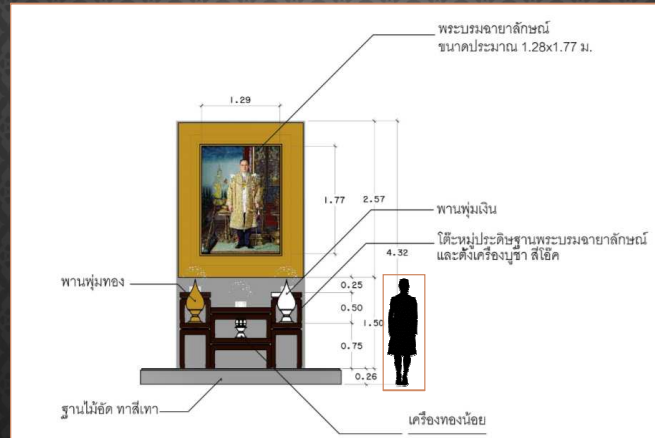 พระบรมฉายาลักษณ์
ขนาดประมาณ 1.28x1.77 ม.
1.29
1.77
2.57
4.32
พานพุ่มเงิน
โต๊ะหมู่ประดิษฐานพระบรมฉายาลักษณ์
และตั้งเครื่องบูชา สีโอ๊ค
พานพุ่มทอง
0.25
0.50
1.50
0.75
0.26
ฐานไม้อัด ทาสีเทา
เครื่องทองน้อย